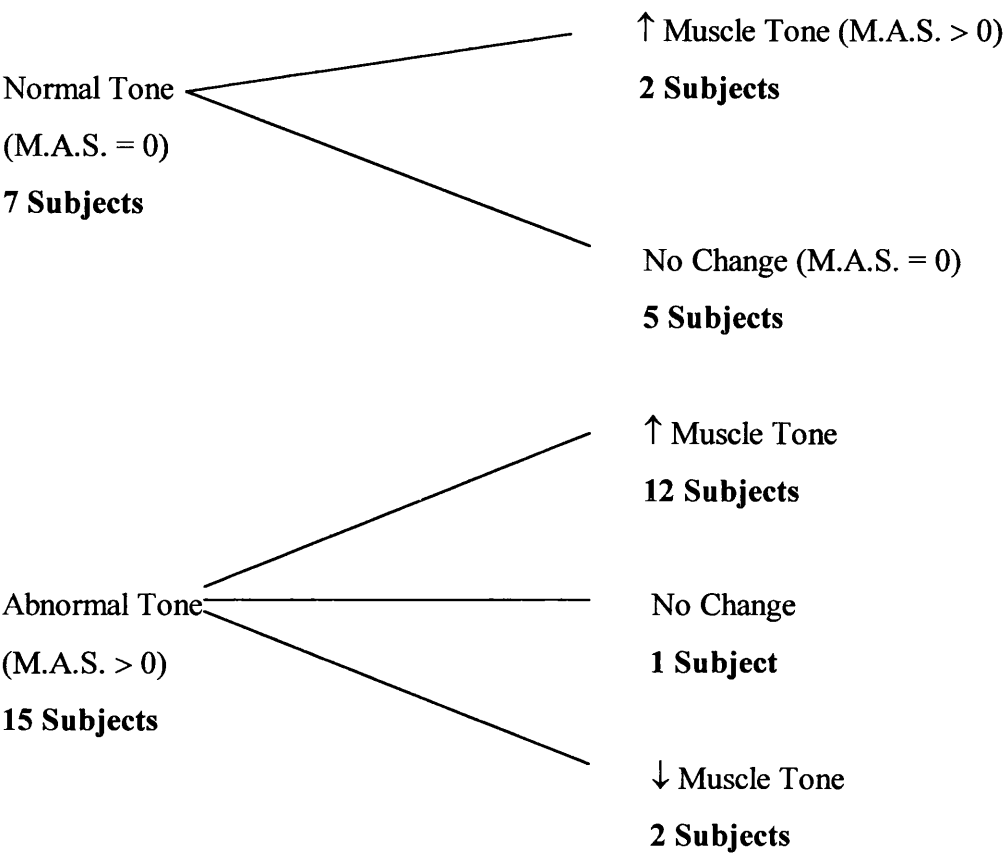 Normal Tone
(M.A.S. = 0)
7 Subjects
↑ Muscle Tone (M.A.S. > 0)
2 Subjects
No Change (M.A.S. = 0)
5 Subjects
Abnormal Tone
(M.A.S. > 0)
15 Subjects
↑ Muscle Tone
12 Subjects
No Change
1 Subject
↓ Muscle Tone
2 Subjects